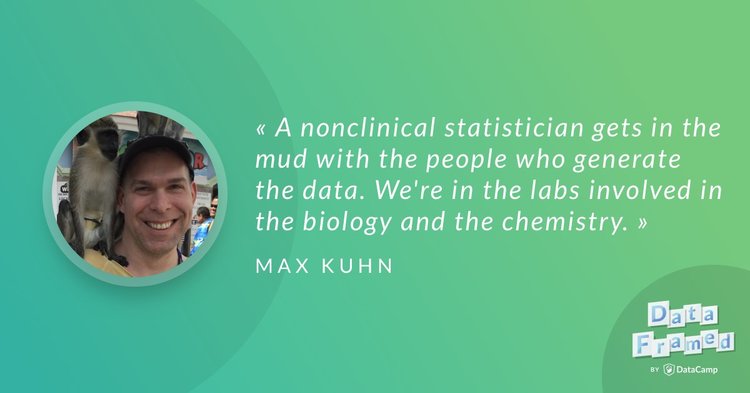 « A nonclinical statistician gets in the
mud with the people who generate
the data. We're in the labs involved in
the biology and the chemistry. »
MAX KUHN
Data
Framed
BY DataCamp